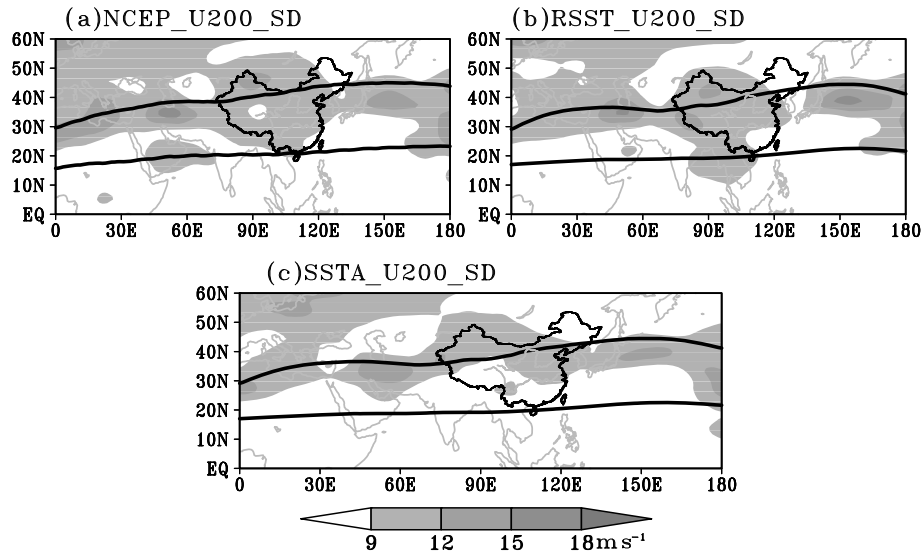 (a)NCEP_U200_SD
(b)RSST_U200_SD
60N
50N
40N
30N
20N
10N
EQ
0 30E 60E 90E 120E 150E 180
60N
50N
40N
30N
20N
10N
EQ
0 30E 60E 90E 120E 150E 180
(c)SSTA_U200_SD
60N
50N
40N
30N
20N
10N
EQ
0 30E 60E 90E 120E 150E 180
9 12 15 18ms⁻¹